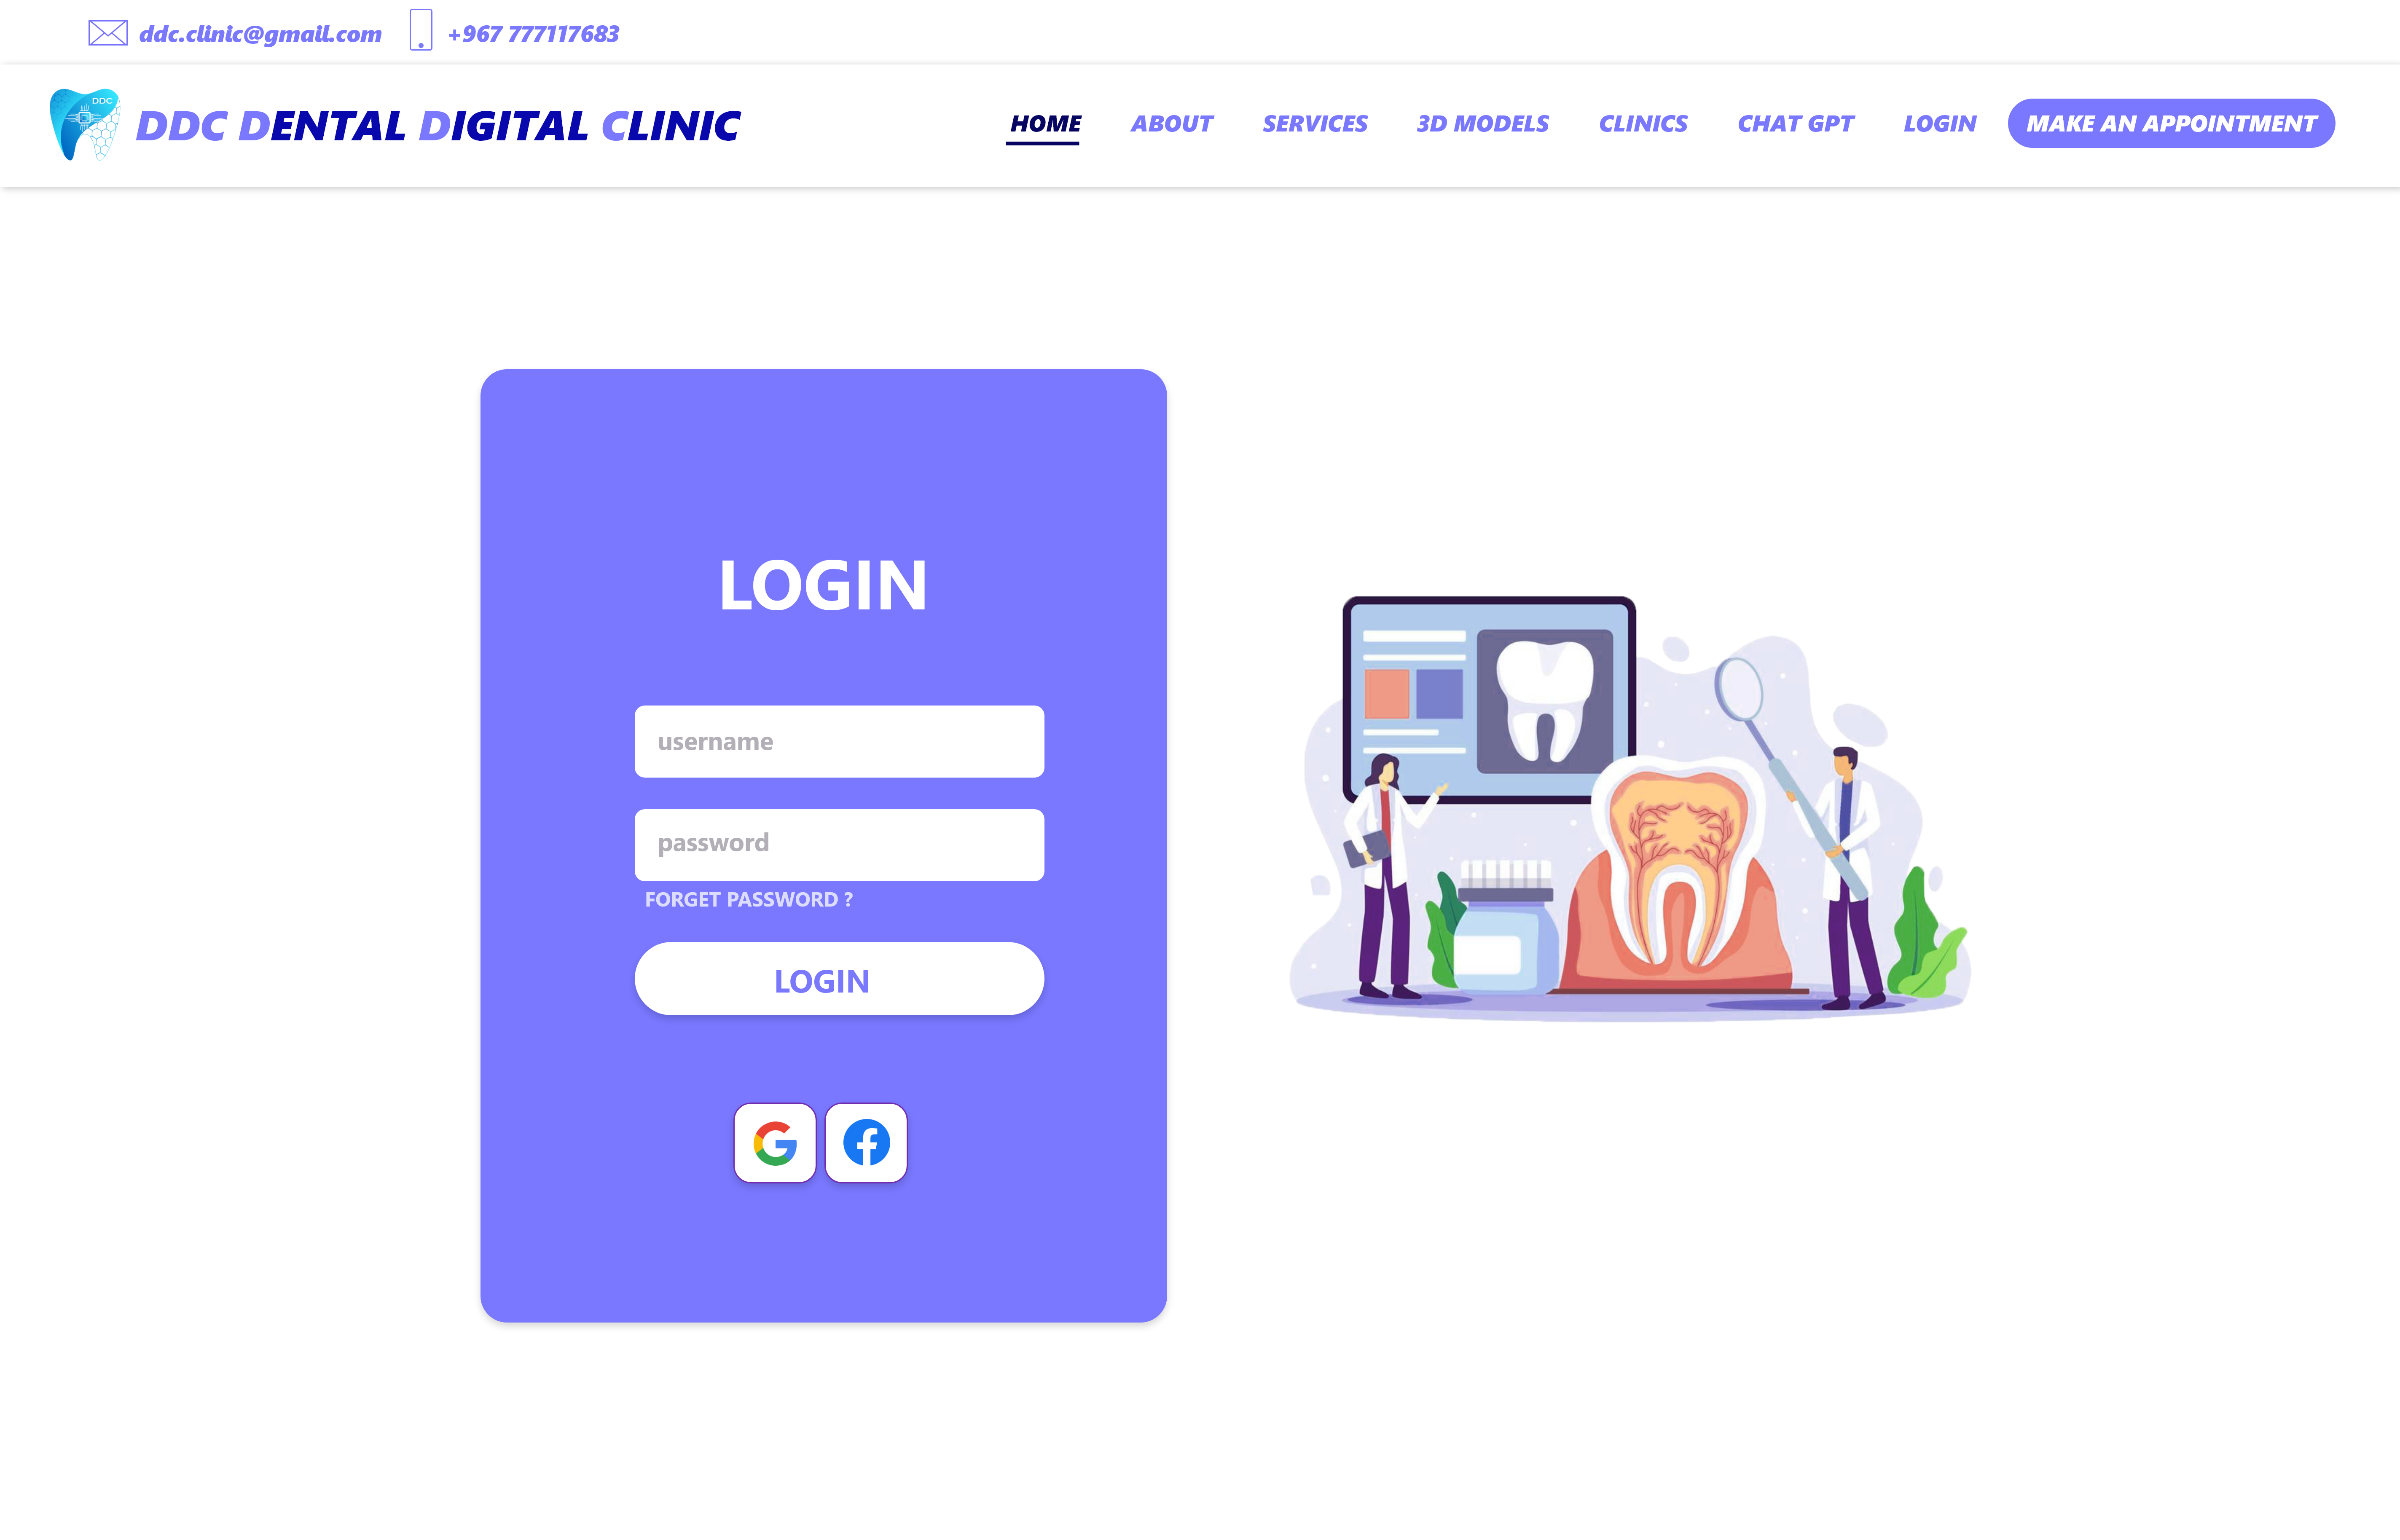 ddc.clinic@gmail.com +967 777117683
DDC
DDC DENTAL DIGITAL CLINIC
HOME ABOUT SERVICES 3D MODELS CLINICS CHAT GPT LOGIN MAKE AN APPOINTMENT
LOGIN
username
password
FORGET PASSWORD ?
LOGIN